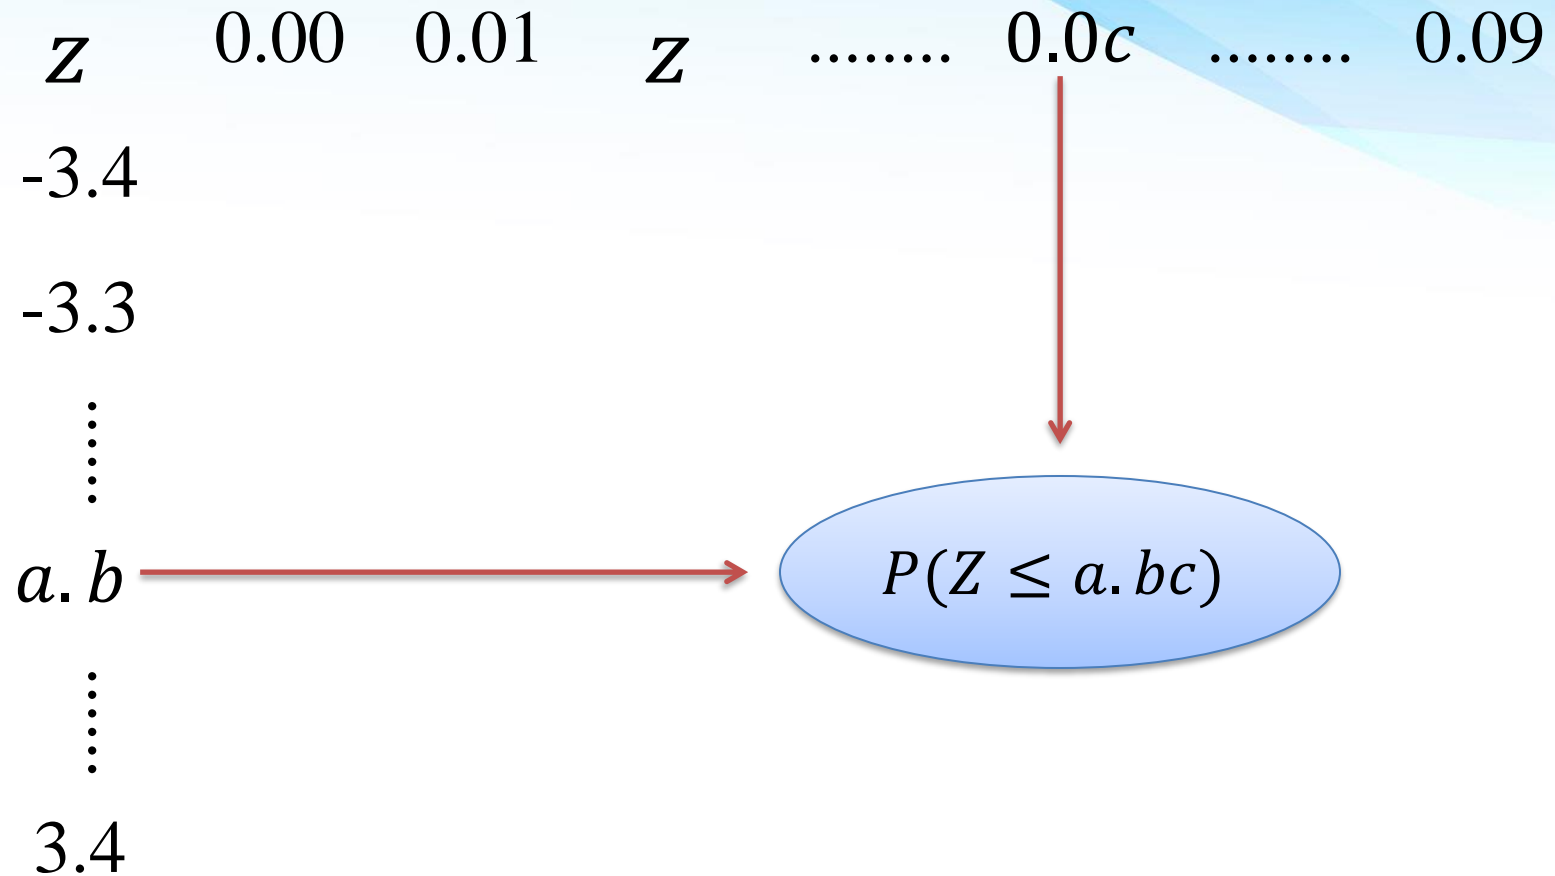 z 0.00 0.01 z ........ 0.0c ........ 0.09
-3.4
-3.3
⋮
a.b P(Z ≤ a.bc)
⋮
3.4